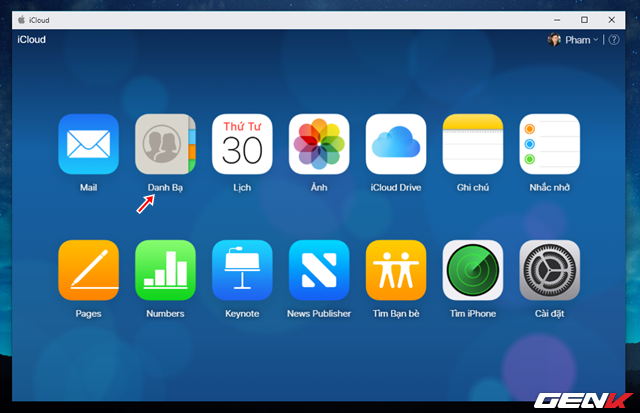 iCloud
iCloud
Pham
?
Thứ Tư
30
Mail
Danh Bạ
Lịch
Ảnh
iCloud Drive
Ghi chú
Nhắc nhở
Pages
Numbers
Keynote
News Publisher
Tìm Bạn bè
Tìm iPhone
Cài đặt
GENK